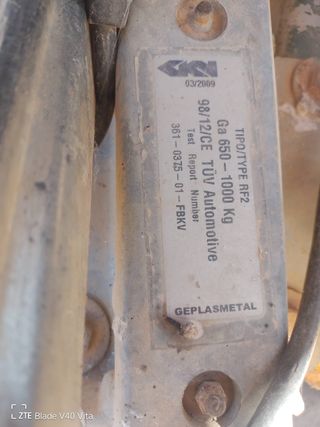 GKN
03/2009
TIPO/TYPE RF2
Ga 650-1000 Kg
98/12/CE TÜV Automotive
Test Report Number
361-0375-01-FBKV
GEPLASMETAL
ZTE Blade V40 Vita